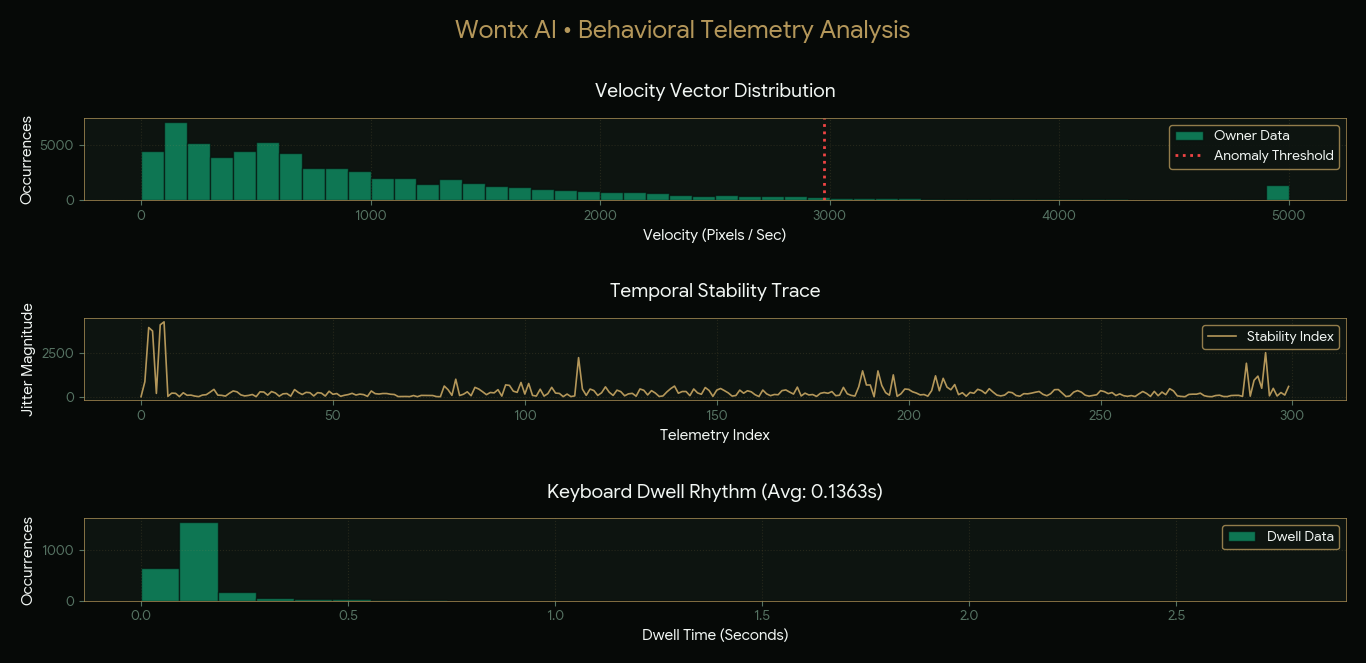 Wontx AI • Behavioral Telemetry Analysis
Velocity Vector Distribution
Occurrences
5000
0
Owner Data
Anomaly Threshold
0 1000 2000 3000 4000 5000
Velocity (Pixels / Sec)
Temporal Stability Trace
Jitter Magnitude
2500
0
Stability Index
0 50 100 150 200 250 300
Telemetry Index
Keyboard Dwell Rhythm (Avg: 0.1363s)
Occurrences
1000
0
Dwell Data
0.0 0.5 1.0 1.5 2.0 2.5
Dwell Time (Seconds)